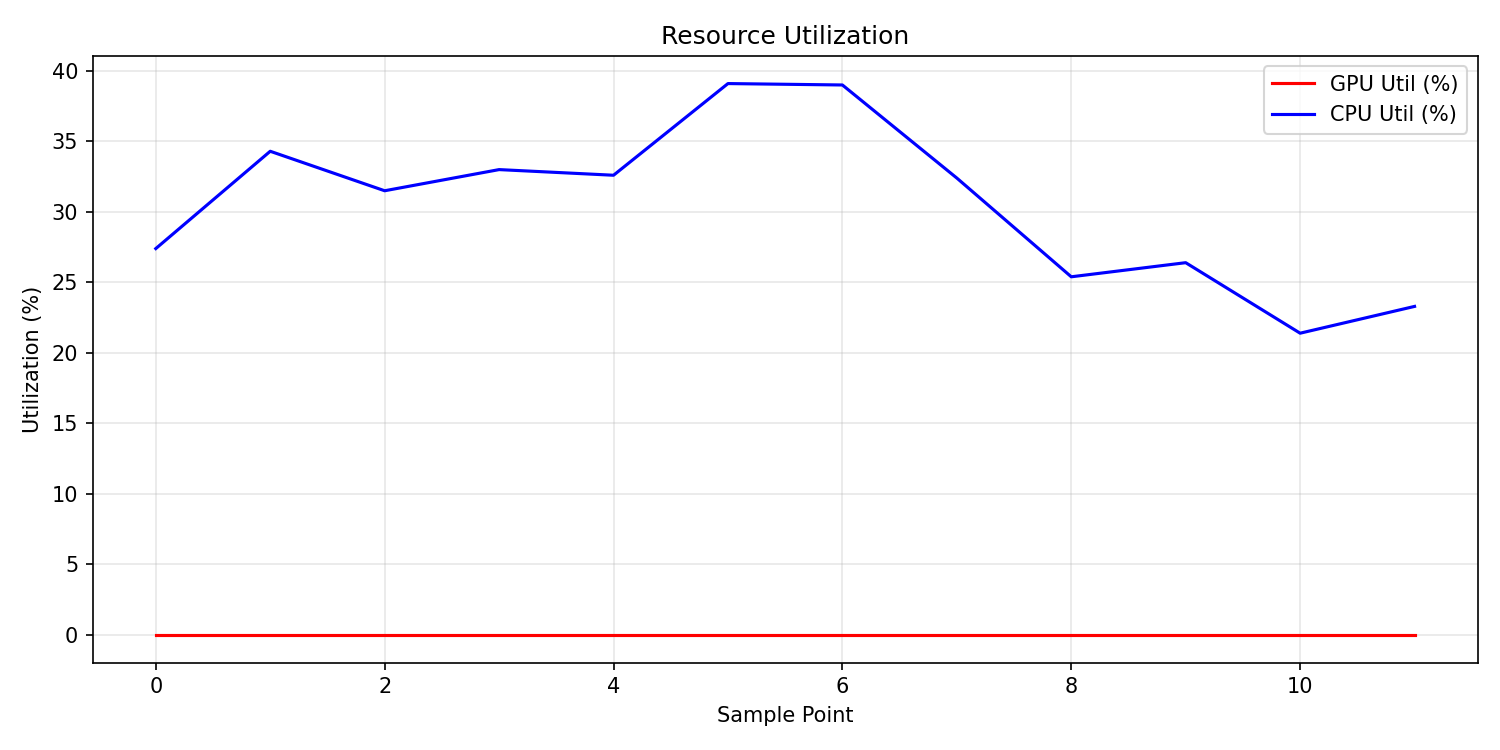 Resource Utilization
GPU Util (%)
CPU Util (%)
Utilization (%)
40
35
30
25
20
15
10
5
0
0 2 4 6 8 10
Sample Point